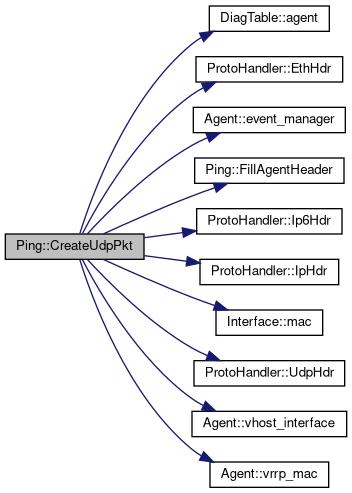 DiagTable::agent
ProtoHandler::EthHdr
Agent::event_manager
Ping::FillAgentHeader
Ping::CreateUdpPkt
ProtoHandler::Ip6Hdr
ProtoHandler::IpHdr
Interface::mac
ProtoHandler::UdpHdr
Agent::vhost_interface
Agent::vrrp_mac